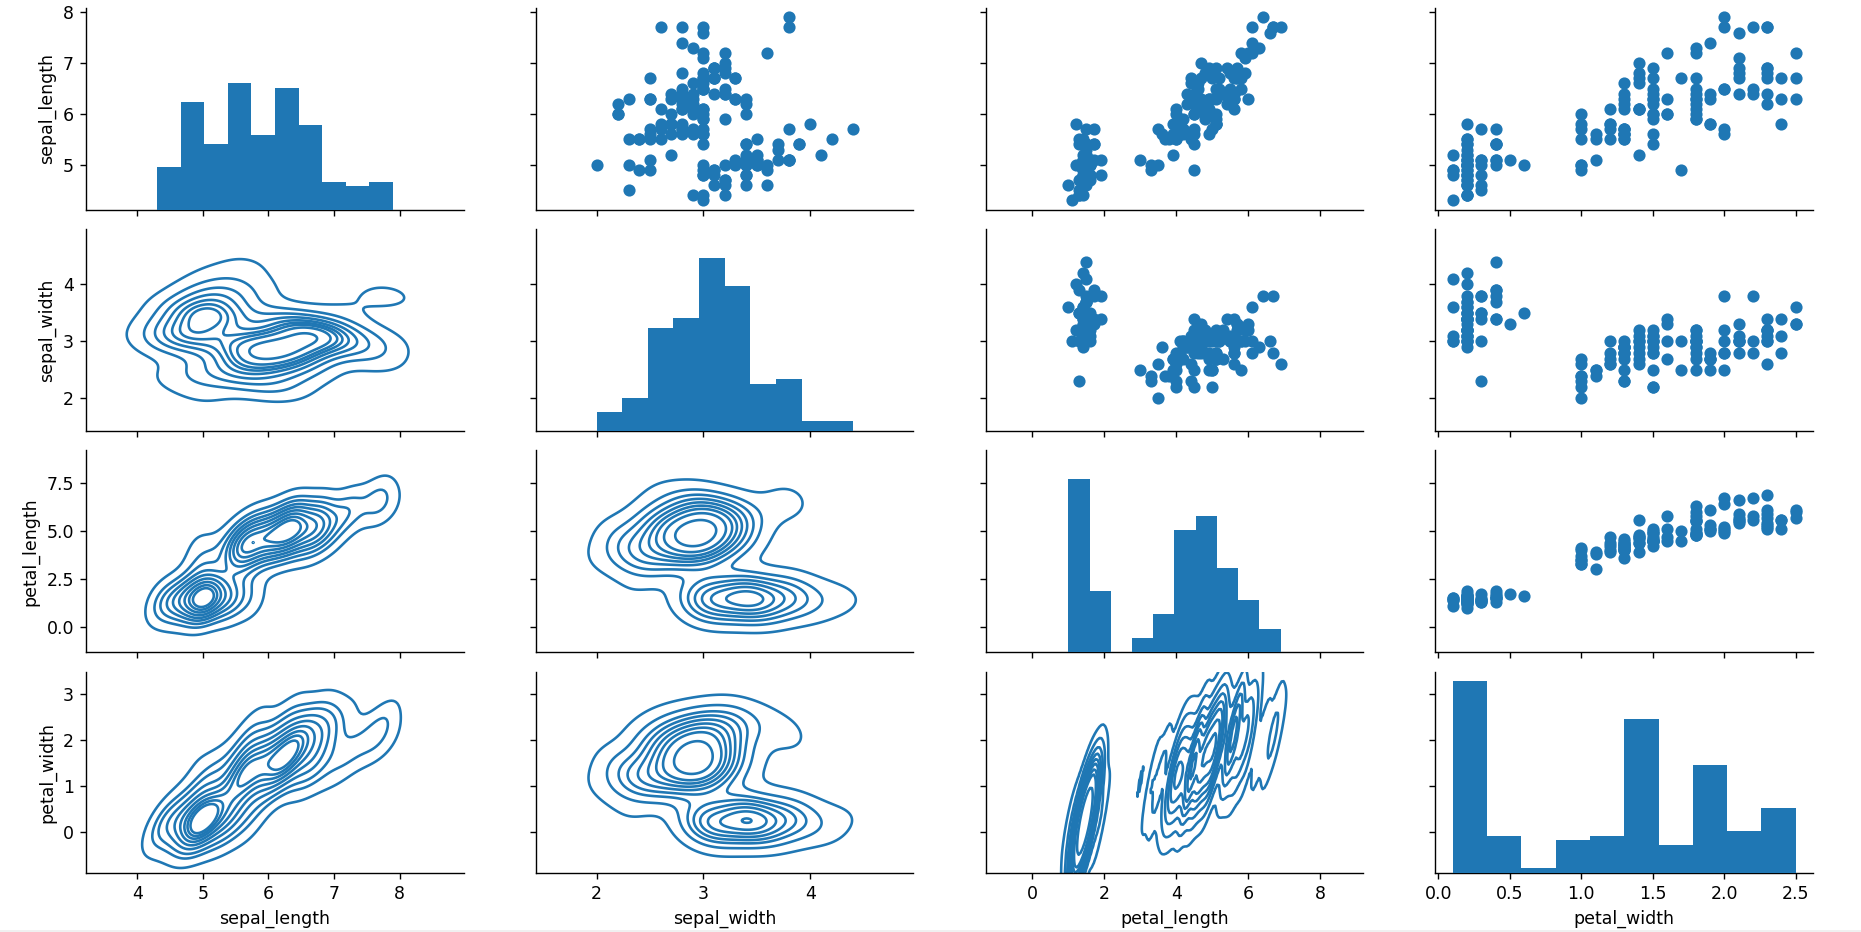 8
7
6
5
sepal_length
4
3
2
sepal_width
7.5
5.0
2.5
0.0
petal_length
3
2
1
0
petal_width
4 5 6 7 8
sepal_length
2 3 4
sepal_width
0 2 4 6 8
petal_length
0.0 0.5 1.0 1.5 2.0 2.5
petal_width